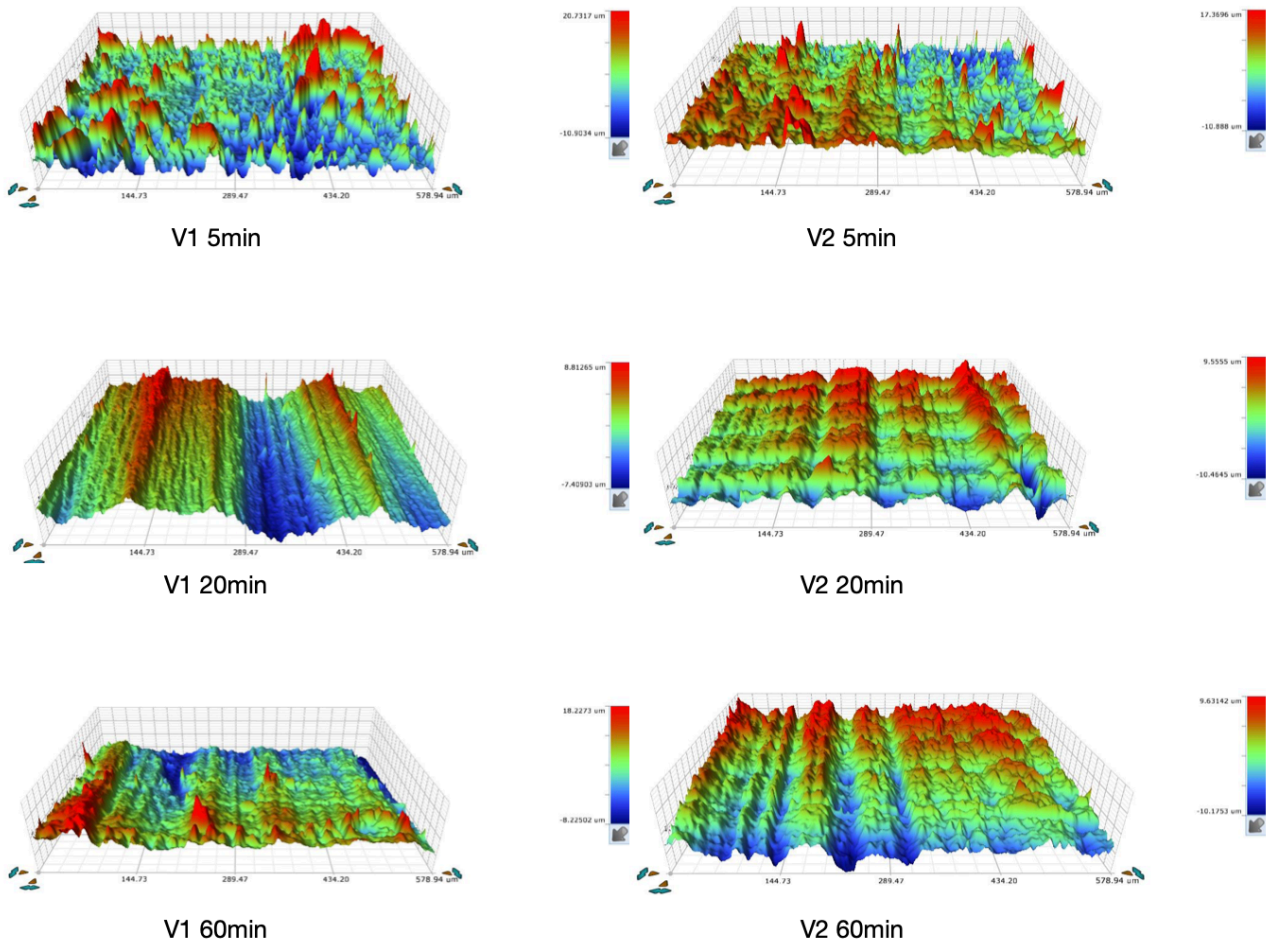 20.7317 um
-10.9034 um
144.73 289.47 434.20 578.94 um
V1 5min
17.3696 um
-10.888 um
144.73 289.47 434.20 578.94 um
V2 5min
8.81265 um
-7.40903 um
144.73 289.47 434.20 578.94 um
V1 20min
9.5555 um
-10.4645 um
144.73 289.47 434.20 578.94 um
V2 20min
18.2273 um
-8.22502 um
144.73 289.47 434.20 578.94 um
V1 60min
9.63142 um
-10.1753 um
144.73 289.47 434.20 578.94 um
V2 60min